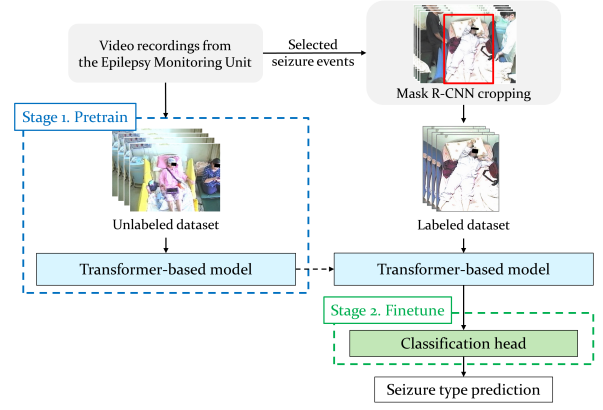 Video recordings from
the Epilepsy Monitoring Unit
Selected
seizure events
Mask R-CNN cropping
Stage 1. Pretrain
Unlabeled dataset
Labeled dataset
Transformer-based model
Transformer-based model
Stage 2. Finetune
Classification head
Seizure type prediction